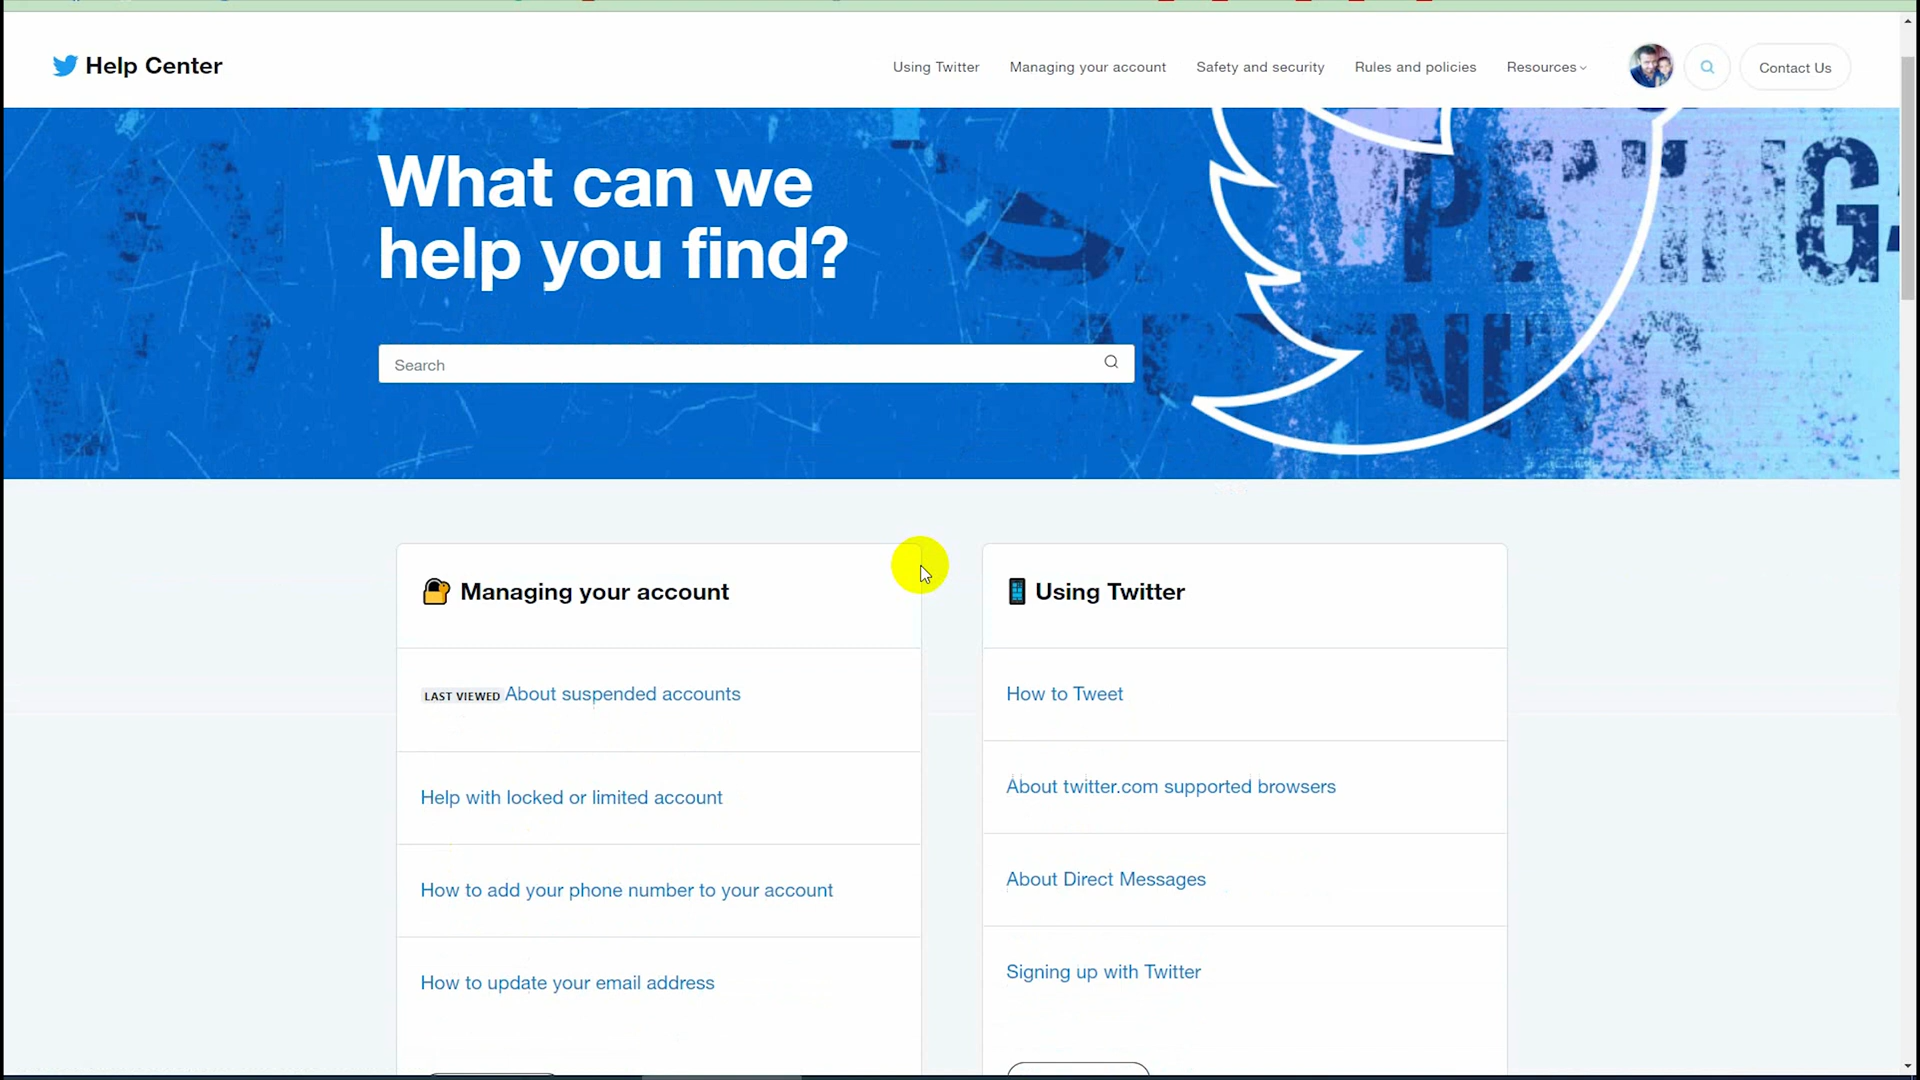 Help Center
Using Twitter
Managing your account
Safety and security
Rules and policies
Resources
Contact Us
What can we
help you find?
Search
Managing your account
LAST VIEWED About suspended accounts
Help with locked or limited account
How to add your phone number to your account
How to update your email address
Using Twitter
How to Tweet
About twitter.com supported browsers
About Direct Messages
Signing up with Twitter